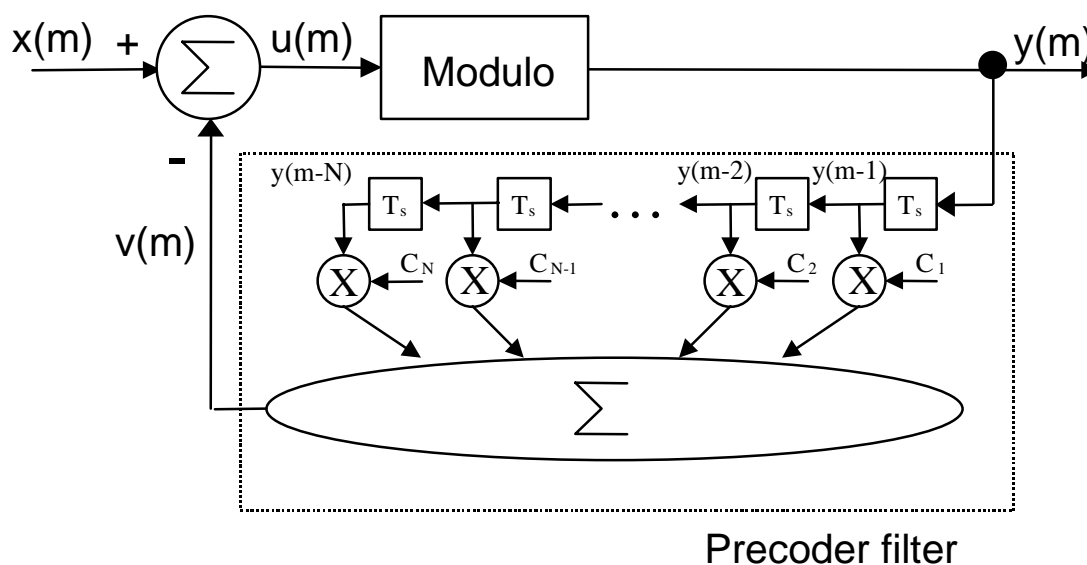 x(m) + ∑ u(m) Modulo y(m)
-
y(m-N) y(m-2) y(m-1)
Ts Ts ... Ts Ts
v(m)
X CN X CN-1 X C2 X C1
∑
Precoder filter